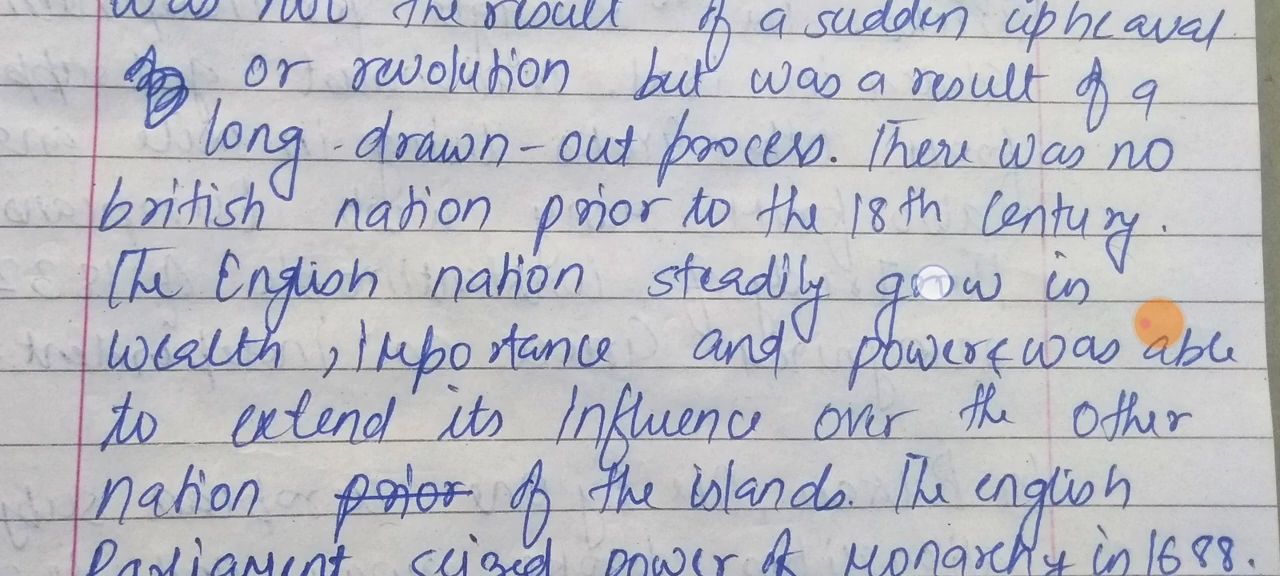 was not the result of a sudden upheaval
or revolution but was a result of a
long-drawn-out process. There was no
british nation prior to the 18th century.
The English nation steadily grow in
wealth, importance and power & was able
to extend its influence over the other
nation prior of the islands. The english
Parliament seized power of Monarchy in 1688.